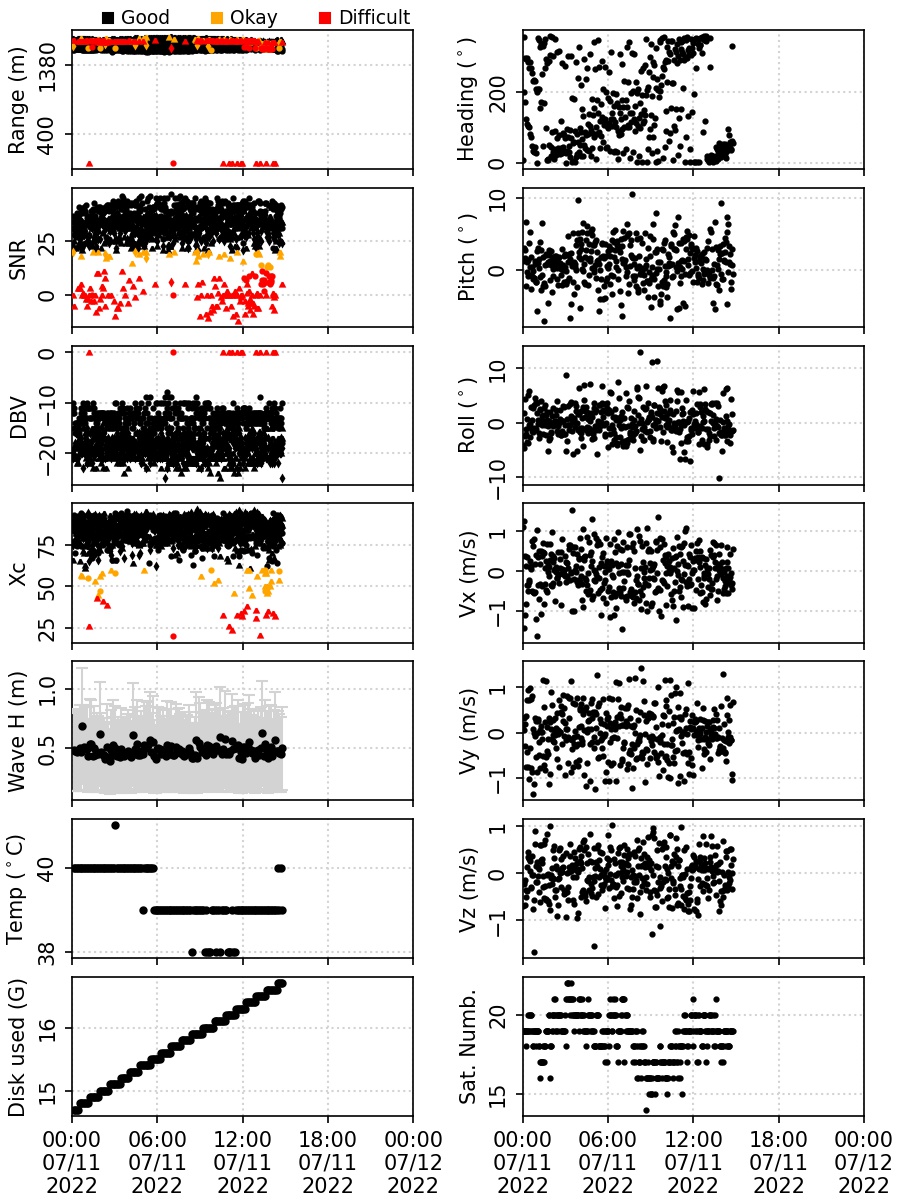 Good Okay Difficult
Range (m)
1380
400
Heading (°)
200
0
SNR
25
0
Pitch (°)
10
0
DBV
0
−10
−20
Roll (°)
10
0
−10
Xc
75
50
25
Vx (m/s)
1
0
−1
Wave H (m)
1.0
0.5
Vy (m/s)
1
0
−1
Temp (°C)
40
38
Vz (m/s)
1
0
−1
Disk used (G)
16
15
Sat. Numb.
20
15
00:00 06:00 12:00 18:00 00:00
07/11 07/11 07/11 07/11 07/12
2022 2022 2022 2022 2022
00:00 06:00 12:00 18:00 00:00
07/11 07/11 07/11 07/11 07/12
2022 2022 2022 2022 2022